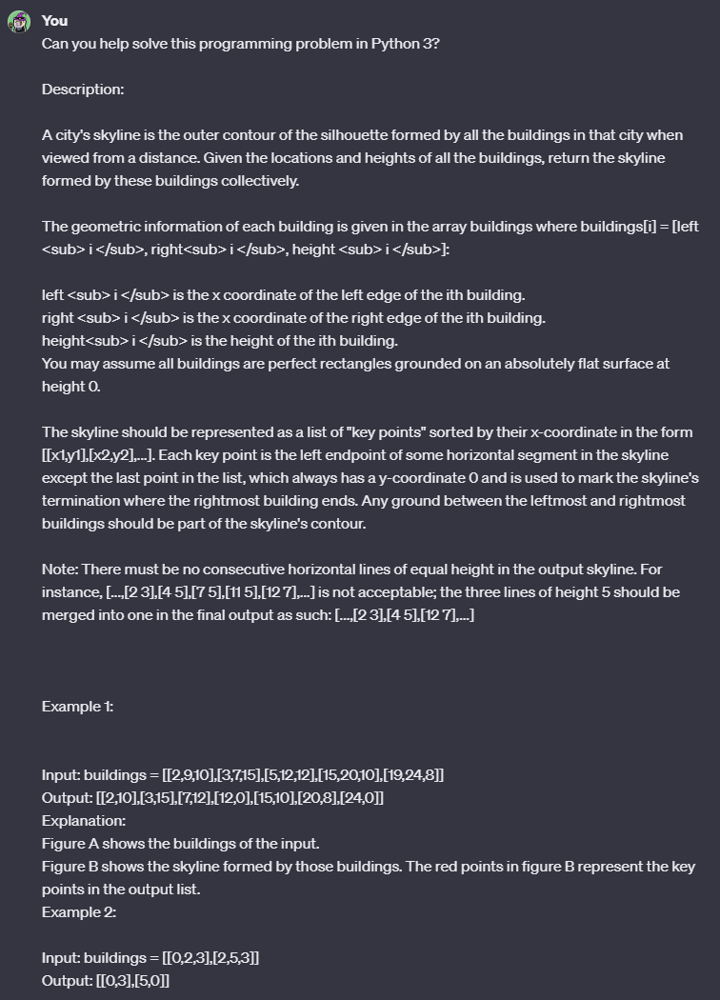 You
Can you help solve this programming problem in Python 3?
Description:
A city's skyline is the outer contour of the silhouette formed by all the buildings in that city when
viewed from a distance. Given the locations and heights of all the buildings, return the skyline
formed by these buildings collectively.
The geometric information of each building is given in the array buildings where buildings[i] = [left
<sub> i </sub>, right<sub> i </sub>, height <sub> i </sub>]:
left <sub> i </sub> is the x coordinate of the left edge of the ith building.
right <sub> i </sub> is the x coordinate of the right edge of the ith building.
height<sub> i </sub> is the height of the ith building.
You may assume all buildings are perfect rectangles grounded on an absolutely flat surface at
height 0.
The skyline should be represented as a list of "key points" sorted by their x-coordinate in the form
[[x1,y1],[x2,y2],...]. Each key point is the left endpoint of some horizontal segment in the skyline
except the last point in the list, which always has a y-coordinate 0 and is used to mark the skyline's
termination where the rightmost building ends. Any ground between the leftmost and rightmost
buildings should be part of the skyline's contour.
Note: There must be no consecutive horizontal lines of equal height in the output skyline. For
instance, [...,[2 3],[4 5],[7 5],[11 5],[12 7],...] is not acceptable; the three lines of height 5 should be
merged into one in the final output as such: [...,[2 3],[4 5],[12 7],...]
Example 1:
Input: buildings = [[2,9,10],[3,7,15],[5,12,12],[15,20,10],[19,24,8]]
Output: [[2,10],[3,15],[7,12],[12,0],[15,10],[20,8],[24,0]]
Explanation:
Figure A shows the buildings of the input.
Figure B shows the skyline formed by those buildings. The red points in figure B represent the key
points in the output list.
Example 2:
Input: buildings = [[0,2,3],[2,5,3]]
Output: [[0,3],[5,0]]